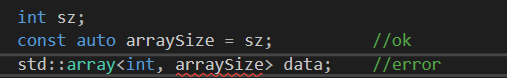 int sz;
const auto arraySize = sz;          //ok
std::array<int, arraySize> data;    //error